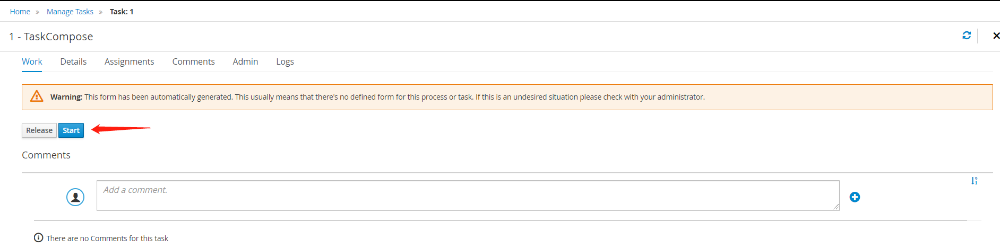 Home » Manage Tasks » Task: 1
1 - TaskCompose
Work Details Assignments Comments Admin Logs
Warning: This form has been automatically generated. This usually means that there's no defined form for this process or task. If this is an undesired situation please check with your administrator.
Release Start
Comments
9
1
Add a comment.
There are no Comments for this task